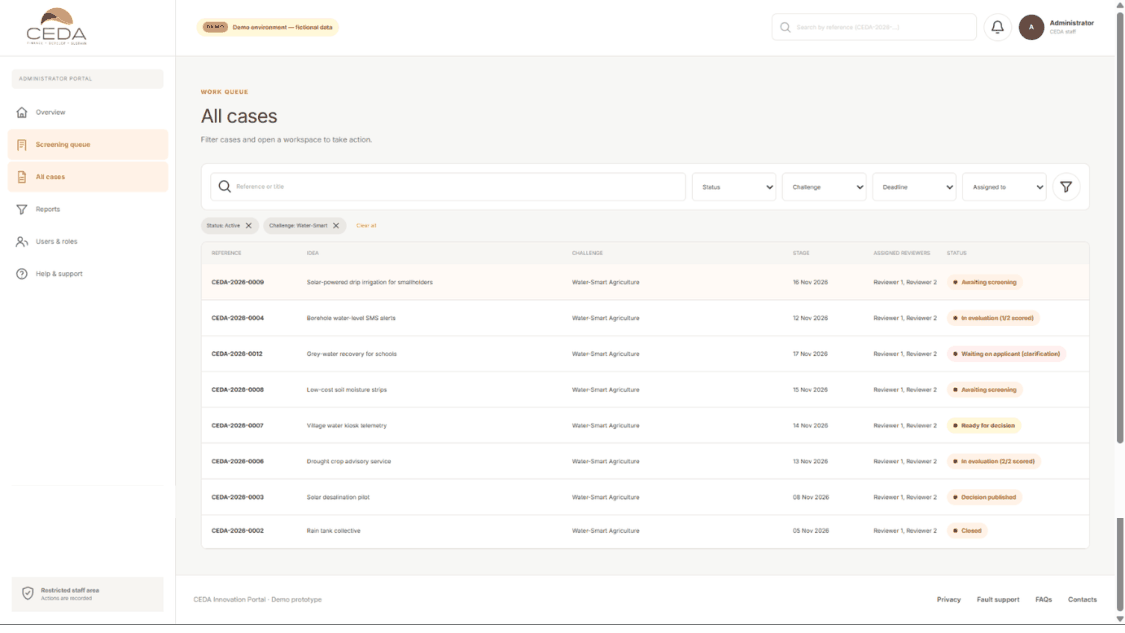 CEDA
DEMO
Demo environment — fictional data
Search by reference (CEDA-2026-...)
A
Administrator
CEDA staff
ADMINISTRATOR PORTAL
Overview
Screening queue
All cases
Reports
Users & roles
Help & support
Restricted staff area
Actions are recorded
WORK QUEUE
All cases
Filter cases and open a workspace to take action.
Reference or title
Status
Challenge
Deadline
Assigned to
Status: Active
Challenge: Water-Smart
Clear all
REFERENCE IDEA CHALLENGE STAGE ASSIGNED REVIEWERS STATUS
CEDA-2026-0009 Solar-powered drip irrigation for smallholders Water-Smart Agriculture 16 Nov 2026 Reviewer 1, Reviewer 2 Awaiting screening
CEDA-2026-0004 Borehole water-level SMS alerts Water-Smart Agriculture 12 Nov 2026 Reviewer 1, Reviewer 2 In evaluation (1/2 scored)
CEDA-2026-0012 Grey-water recovery for schools Water-Smart Agriculture 17 Nov 2026 Reviewer 1, Reviewer 2 Waiting on applicant (clarification)
CEDA-2026-0008 Low-cost soil moisture strips Water-Smart Agriculture 15 Nov 2026 Reviewer 1, Reviewer 2 Awaiting screening
CEDA-2026-0007 Village water kiosk telemetry Water-Smart Agriculture 14 Nov 2026 Reviewer 1, Reviewer 2 Ready for decision
CEDA-2026-0006 Drought crop advisory service Water-Smart Agriculture 13 Nov 2026 Reviewer 1, Reviewer 2 In evaluation (2/2 scored)
CEDA-2026-0003 Solar desalination pilot Water-Smart Agriculture 08 Nov 2026 Reviewer 1, Reviewer 2 Decision published
CEDA-2026-0002 Rain tank collective Water-Smart Agriculture 05 Nov 2026 Reviewer 1, Reviewer 2 Closed
CEDA Innovation Portal · Demo prototype
Privacy
Fault support
FAQs
Contacts